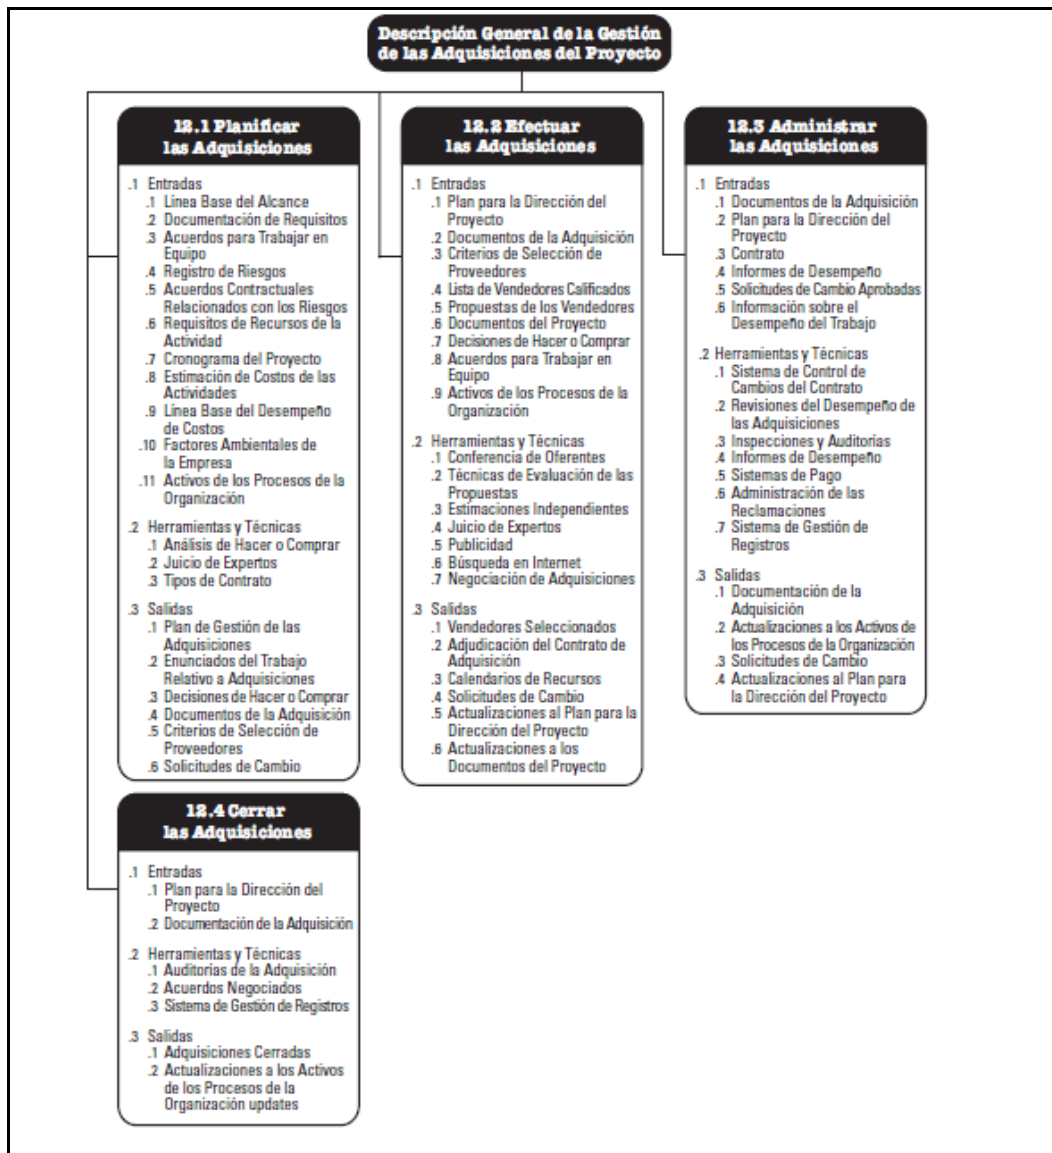 Descripción General de la Gestión
de las Adquisiciones del Proyecto
12.1 Planificar
las Adquisiciones
.1 Entradas
.1 Línea Base del Alcance
.2 Documentación de Requisitos
.3 Acuerdos para Trabajar en
Equipo
.4 Registro de Riesgos
.5 Acuerdos Contractuales
Relacionados con los Riesgos
.6 Requisitos de Recursos de la
Actividad
.7 Cronograma del Proyecto
.8 Estimación de Costos de las
Actividades
.9 Línea Base del Desempeño
de Costos
.10 Factores Ambientales de
la Empresa
.11 Activos de los Procesos de la
Organización
.2 Herramientas y Técnicas
.1 Análisis de Hacer o Comprar
.2 Juicio de Expertos
.3 Tipos de Contrato
.3 Salidas
.1 Plan de Gestión de las
Adquisiciones
.2 Enunciados del Trabajo
Relativo a Adquisiciones
.3 Decisiones de Hacer o Comprar
.4 Documentos de la Adquisición
.5 Criterios de Selección de
Proveedores
.6 Solicitudes de Cambio
12.2 Efectuar
las Adquisiciones
.1 Entradas
.1 Plan para la Dirección del
Proyecto
.2 Documentos de la Adquisición
.3 Criterios de Selección de
Proveedores
.4 Lista de Vendedores Calificados
.5 Propuestas de los Vendedores
.6 Documentos del Proyecto
.7 Decisiones de Hacer o Comprar
.8 Acuerdos para Trabajar en
Equipo
.9 Activos de los Procesos de la
Organización
.2 Herramientas y Técnicas
.1 Conferencia de Oferentes
.2 Técnicas de Evaluación de las
Propuestas
.3 Estimaciones Independientes
.4 Juicio de Expertos
.5 Publicidad
.6 Búsqueda en Internet
.7 Negociación de Adquisiciones
.3 Salidas
.1 Vendedores Seleccionados
.2 Adjudicación del Contrato de
Adquisición
.3 Calendarios de Recursos
.4 Solicitudes de Cambio
.5 Actualizaciones al Plan para la
Dirección del Proyecto
.6 Actualizaciones a los
Documentos del Proyecto
12.3 Administrar
las Adquisiciones
.1 Entradas
.1 Documentos de la Adquisición
.2 Plan para la Dirección del
Proyecto
.3 Contrato
.4 Informes de Desempeño
.5 Solicitudes de Cambio Aprobadas
.6 Información sobre el
Desempeño del Trabajo
.2 Herramientas y Técnicas
.1 Sistema de Control de
Cambios del Contrato
.2 Revisiones del Desempeño de
las Adquisiciones
.3 Inspecciones y Auditorías
.4 Informes de Desempeño
.5 Sistemas de Pago
.6 Administración de las
Reclamaciones
.7 Sistema de Gestión de
Registros
.3 Salidas
.1 Documentación de la
Adquisición
.2 Actualizaciones a los Activos de
los Procesos de la Organización
.3 Solicitudes de Cambio
.4 Actualizaciones al Plan para
la Dirección del Proyecto
12.4 Cerrar
las Adquisiciones
.1 Entradas
.1 Plan para la Dirección del
Proyecto
.2 Documentación de la Adquisición
.2 Herramientas y Técnicas
.1 Auditorías de la Adquisición
.2 Acuerdos Negociados
.3 Sistema de Gestión de Registros
.3 Salidas
.1 Adquisiciones Cerradas
.2 Actualizaciones a los Activos
de los Procesos de la
Organización updates